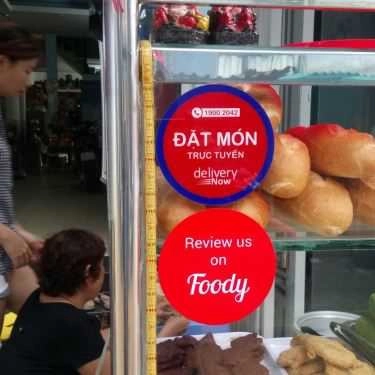 1900 2042
ĐẶT MÓN
TRỰC TUYẾN
delivery
Now
Review us
on
Foody